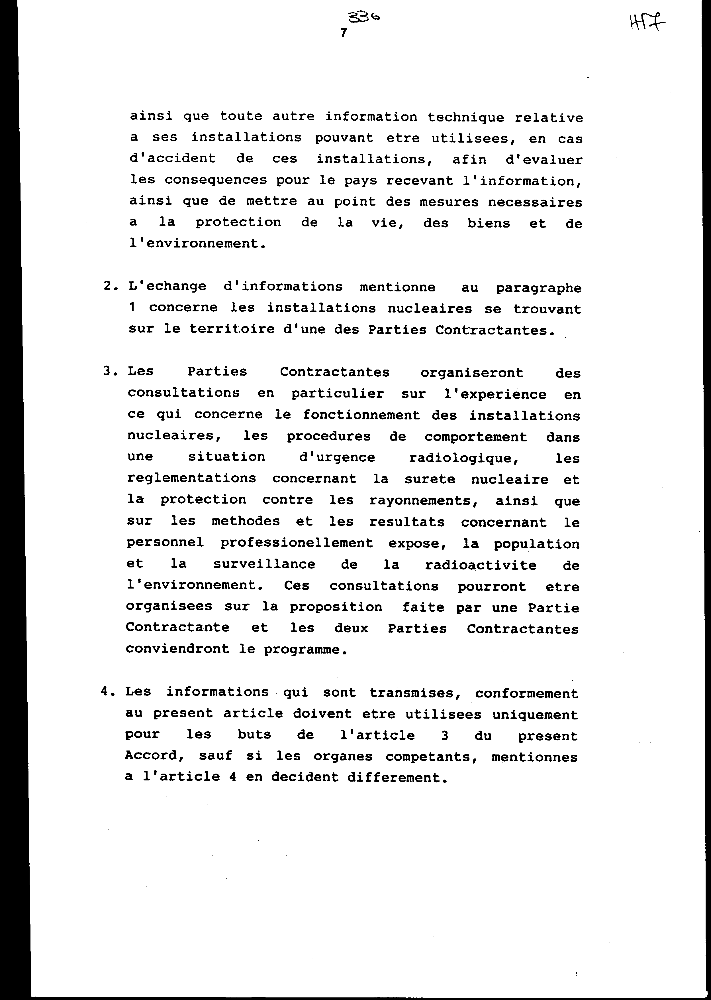 336
7
ainsi que toute autre information technique relative
a ses installations pouvant etre utilisees, en cas
d'accident de ces installations, afin d'evaluer
les consequences pour le pays recevant l'information,
ainsi que de mettre au point des mesures necessaires
a la protection de la vie, des biens et de
l'environnement.
2. L'echange d'informations mentionne au paragraphe
1 concerne les installations nucleaires se trouvant
sur le territoire d'une des Parties Contractantes.
3. Les Parties Contractantes organiseront des
consultations en particulier sur l'experience en
ce qui concerne le fonctionnement des installations
nucleaires, les procedures de comportement dans
une situation d'urgence radiologique, les
reglementations concernant la surete nucleaire et
la protection contre les rayonnements, ainsi que
sur les methodes et les resultats concernant le
personnel professionellement expose, la population
et la surveillance de la radioactivite de
l'environnement. Ces consultations pourront etre
organisees sur la proposition faite par une Partie
Contractante et les deux Parties Contractantes
conviendront le programme.
4. Les informations qui sont transmises, conformement
au present article doivent etre utilisees uniquement
pour les buts de l'article 3 du present
Accord, sauf si les organes competants, mentionnes
a l'article 4 en decident differement.